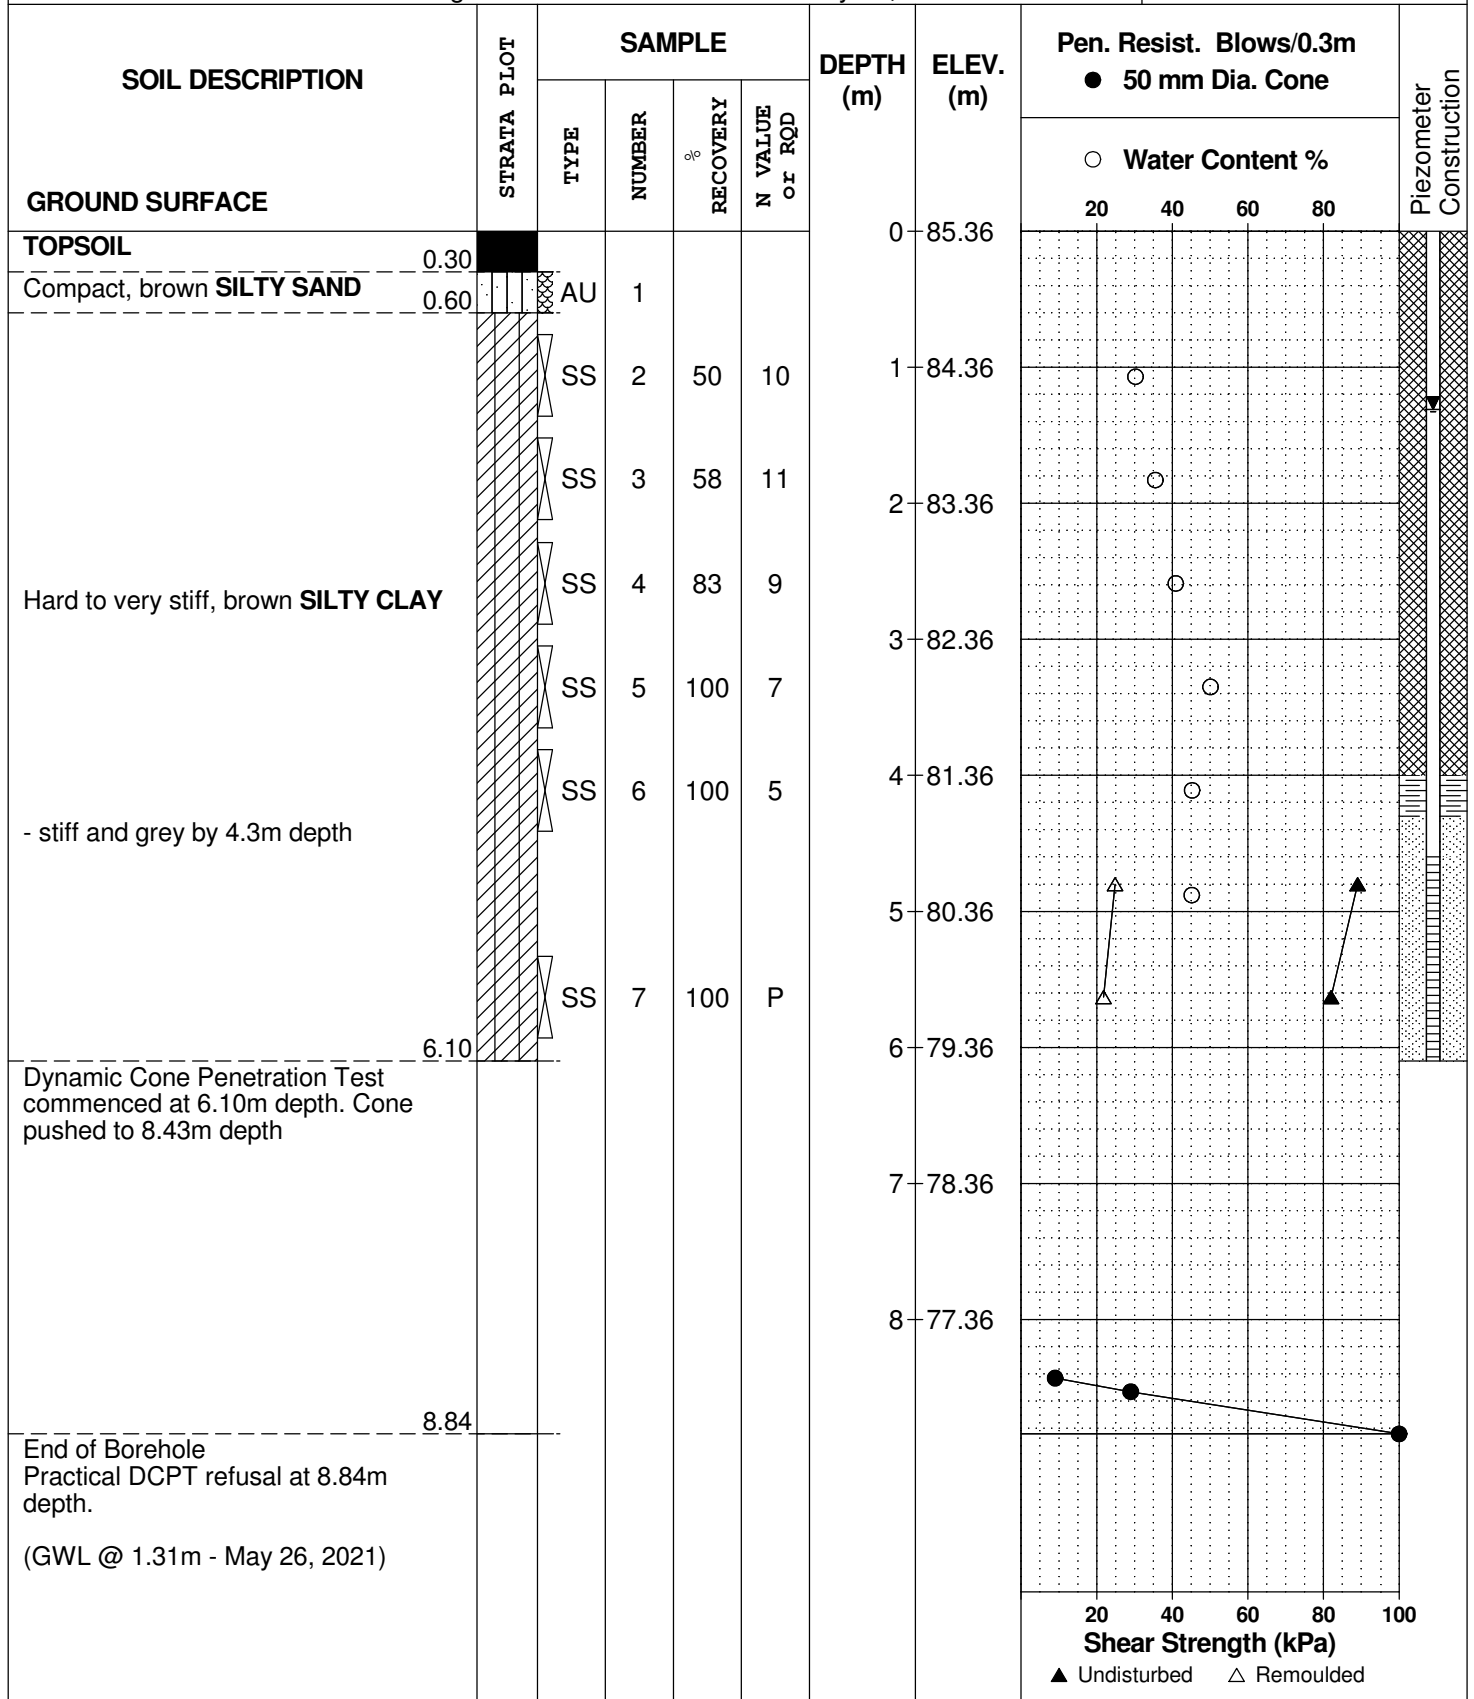 SOIL DESCRIPTION
GROUND SURFACE
STRATA PLOT
SAMPLE
TYPE
NUMBER
%
RECOVERY
N VALUE
or RQD
DEPTH
(m)
ELEV.
(m)
Pen. Resist. Blows/0.3m
● 50 mm Dia. Cone
○ Water Content %
20 40 60 80
Piezometer
Construction
0 85.36
TOPSOIL
0.30
Compact, brown SILTY SAND
0.60
AU 1
SS 2 50 10
1 84.36
SS 3 58 11
2 83.36
SS 4 83 9
Hard to very stiff, brown SILTY CLAY
3 82.36
SS 5 100 7
4 81.36
SS 6 100 5
- stiff and grey by 4.3m depth
5 80.36
SS 7 100 P
6.10
6 79.36
Dynamic Cone Penetration Test
commenced at 6.10m depth. Cone
pushed to 8.43m depth
7 78.36
8 77.36
8.84
End of Borehole
Practical DCPT refusal at 8.84m
depth.
(GWL @ 1.31m - May 26, 2021)
20 40 60 80 100
Shear Strength (kPa)
▲ Undisturbed △ Remoulded